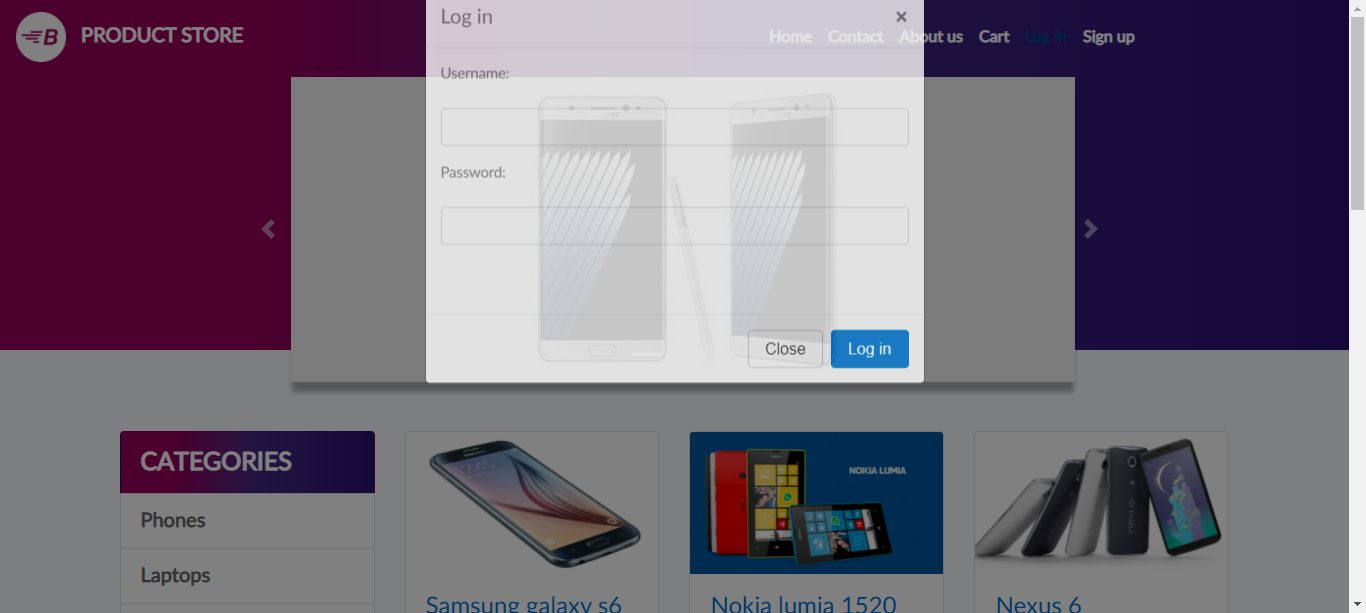 PRODUCT STORE
Home Contact About us Cart Log in Sign up
Log in ×
Username:
Password:
Close Log in
CATEGORIES
Phones
Laptops
NOKIA LUMIA
nexus
Samsung galaxy s6
Nokia lumia 1520
Nexus 6